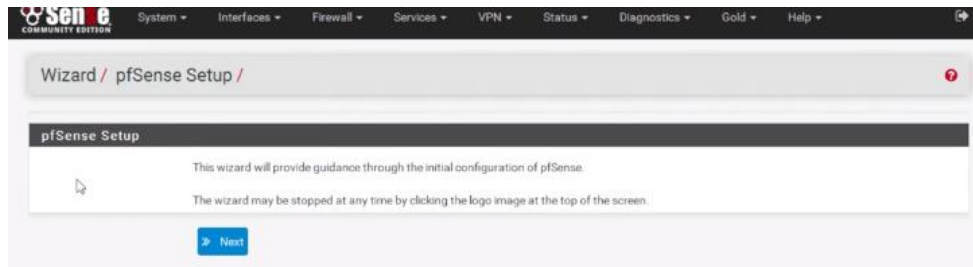 COMMUNITY EDITION
System Interfaces Firewall Services VPN Status Diagnostics Gold Help
Wizard / pfSense Setup /
pfSense Setup
This wizard will provide guidance through the initial configuration of pfSense.
The wizard may be stopped at any time by clicking the logo image at the top of the screen.
Next